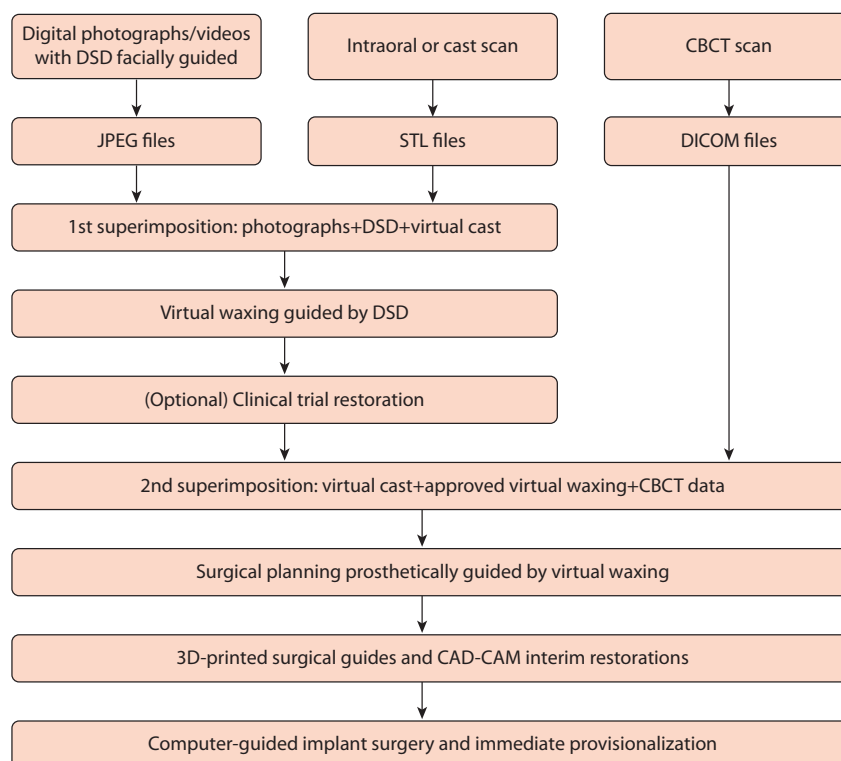 Digital photographs/videos
with DSD facially guided
Intraoral or cast scan
CBCT scan
JPEG files
STL files
DICOM files
1st superimposition: photographs+DSD+virtual cast
Virtual waxing guided by DSD
(Optional) Clinical trial restoration
2nd superimposition: virtual cast+approved virtual waxing+CBCT data
Surgical planning prosthetically guided by virtual waxing
3D-printed surgical guides and CAD-CAM interim restorations
Computer-guided implant surgery and immediate provisionalization